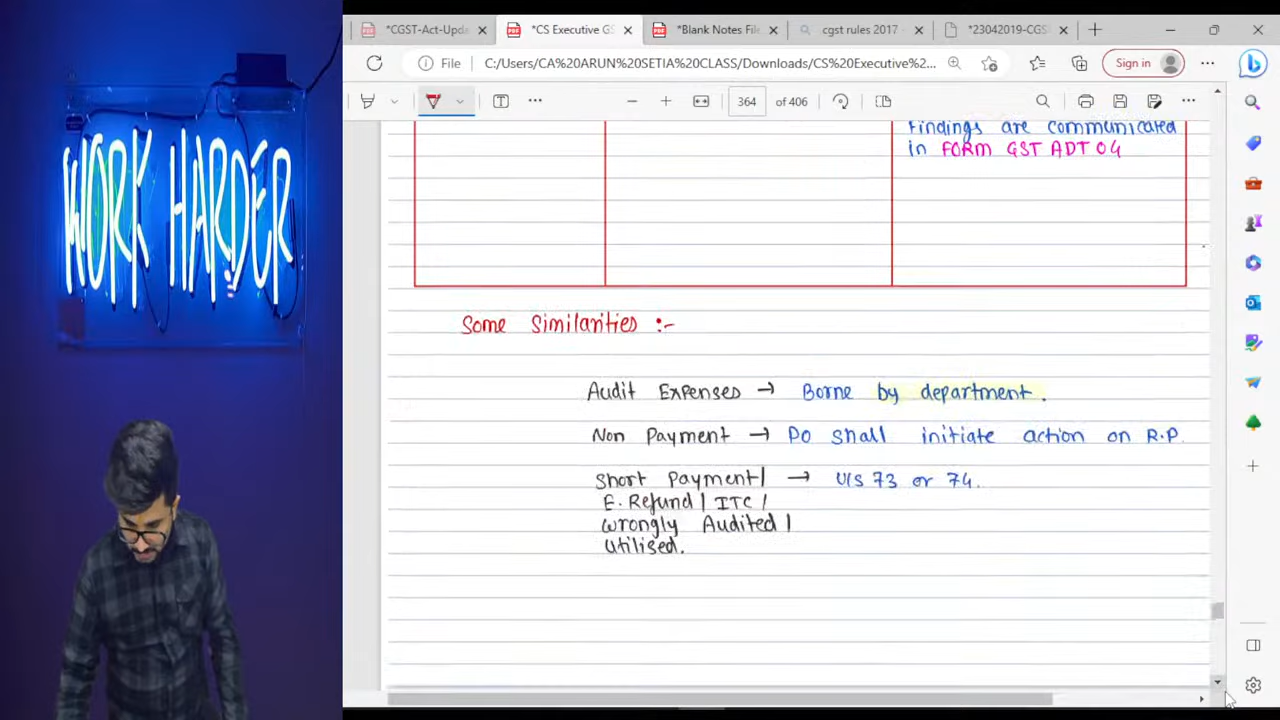 WORK HARDER
*CGST-Act-Upda
*CS Executive GS
*Blank Notes File
cgst rules 2017
*23042019-CGS
File
C:/Users/CA%20ARUN%20SETIA%20CLASS/Downloads/CS%20Executive%2...
Sign in
364 of 406
Findings are communicated
in FORM GST ADT 04
Some Similarities :-
Audit Expenses → Borne by department.
Non Payment → PO shall initiate action on R.P.
Short Payment| → U/S 73 or 74.
E. Refund | ITC |
wrongly Audited |
Utilised.